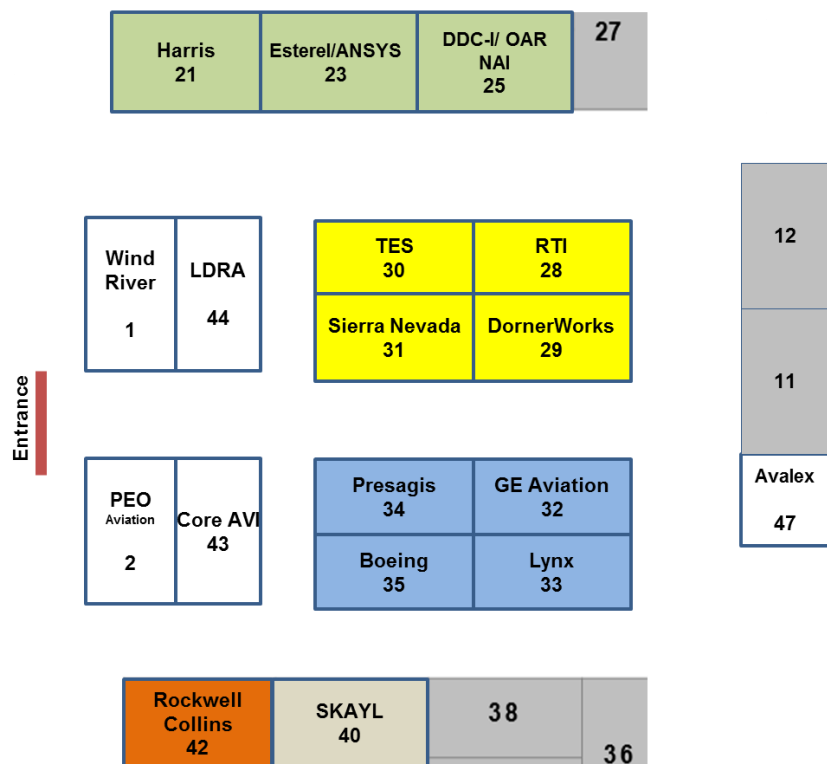 Harris
21
Esterel/ANSYS
23
DDC-I/ OAR
NAI
25
27
Wind
River
1
LDRA
44
TES
30
RTI
28
Sierra Nevada
31
DornerWorks
29
12
11
Entrance
PEO
Aviation
2
Core AVI
43
Presagis
34
GE Aviation
32
Boeing
35
Lynx
33
Avalex
47
Rockwell
Collins
42
SKAYL
40
38
36